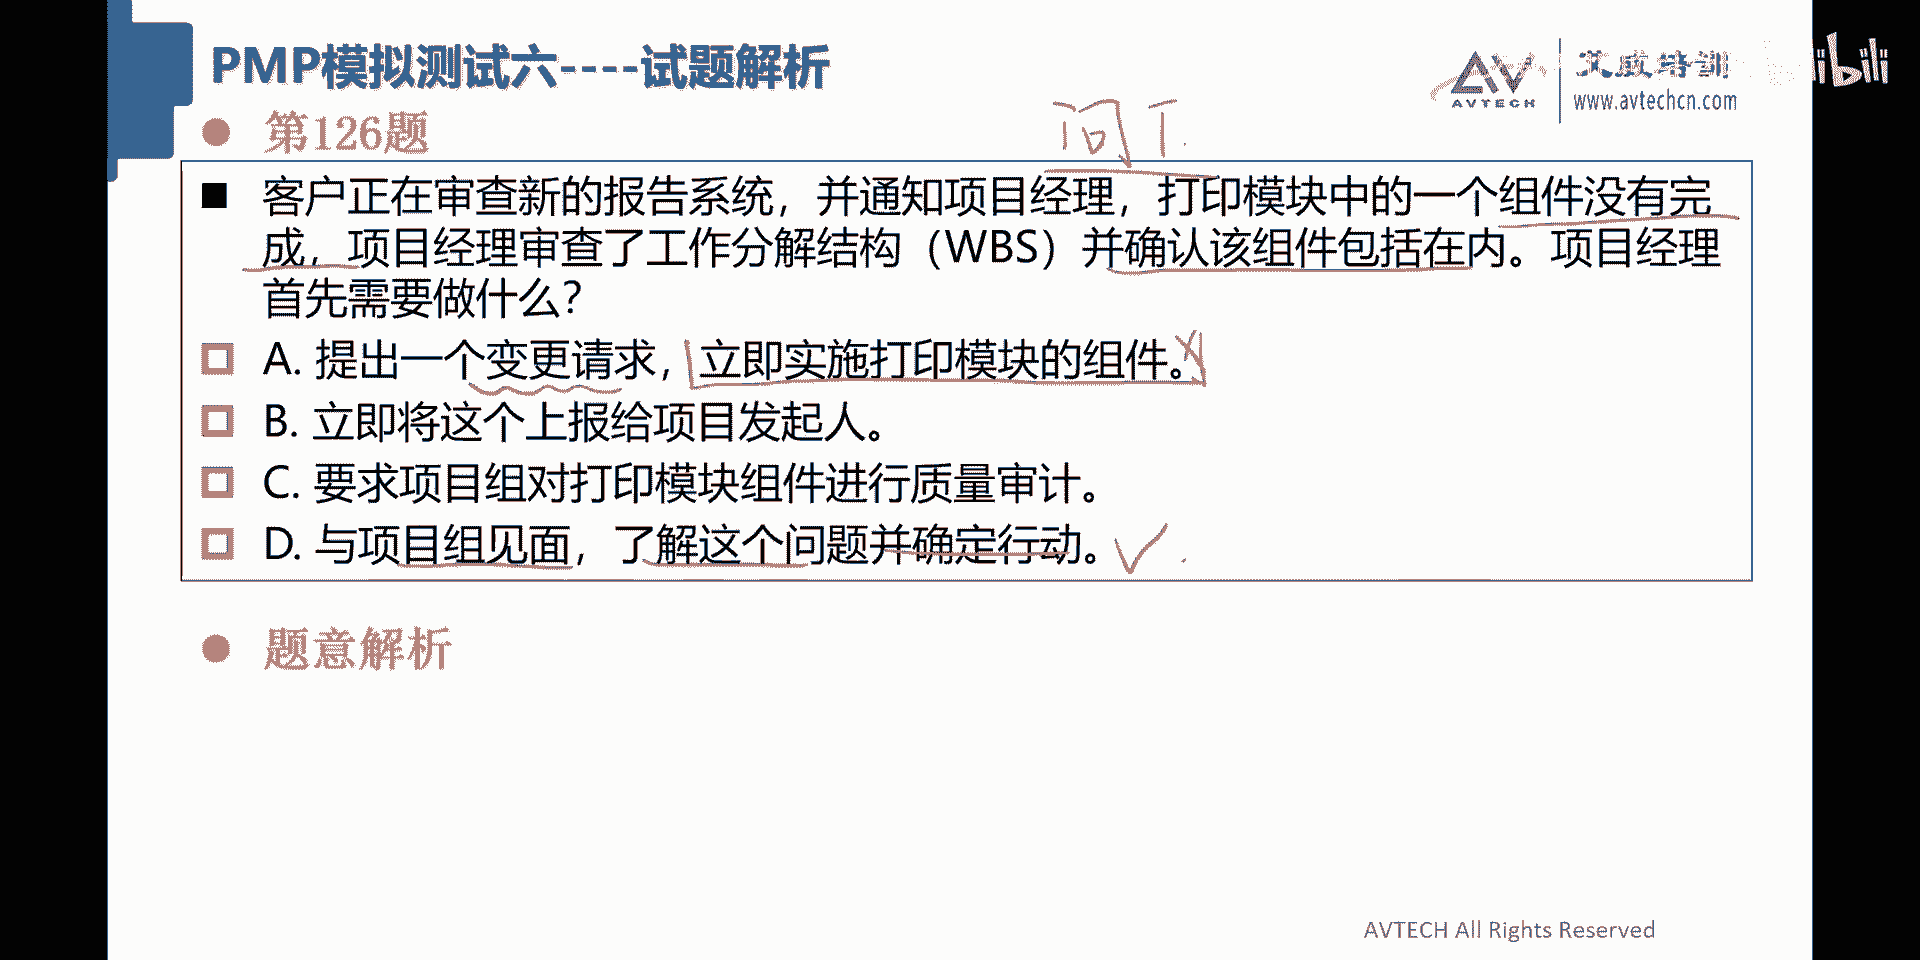 PMP模拟测试六----试题解析
AVTECH
艾威培训
www.avtechcn.com
bilibili
第126题
客户正在审查新的报告系统，并通知项目经理，打印模块中的一个组件没有完
成，项目经理审查了工作分解结构（WBS）并确认该组件包括在内。项目经理
首先需要做什么？
A. 提出一个变更请求，立即实施打印模块的组件。
B. 立即将这个上报给项目发起人。
C. 要求项目组对打印模块组件进行质量审计。
D. 与项目组见面，了解这个问题并确定行动。
题意解析
AVTECH All Rights Reserved